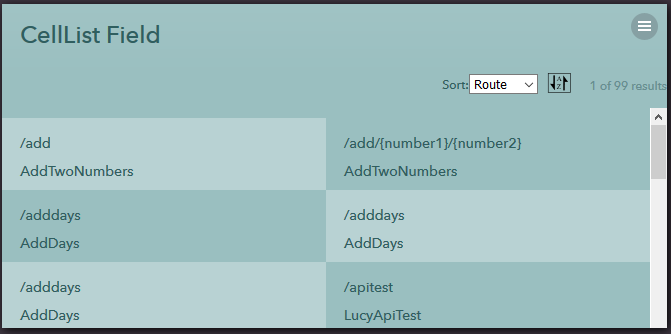 CellList Field
Sort: Route 1 of 99 results
/add /add/{number1}/{number2}
AddTwoNumbers AddTwoNumbers
/adddays /adddays
AddDays AddDays
/adddays /apitest
AddDays LucyApiTest